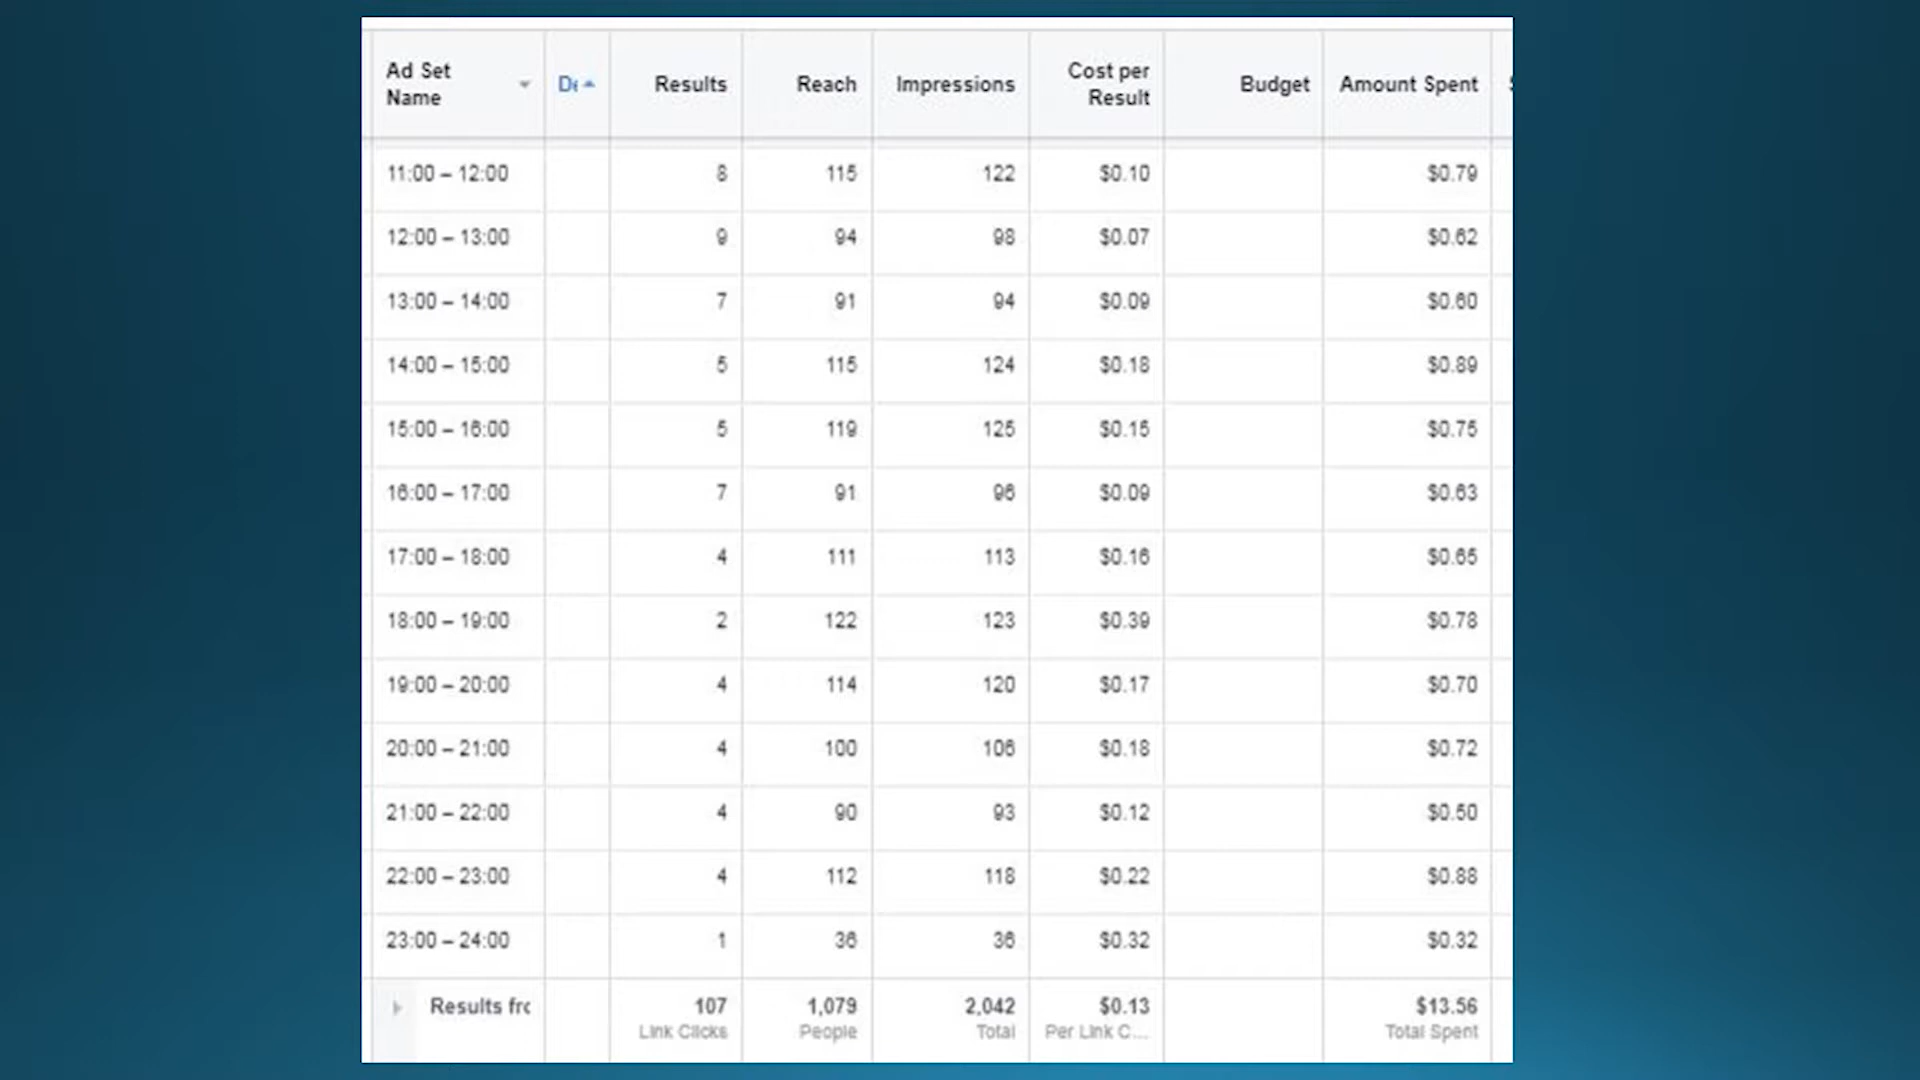 Ad Set Name Results Reach Impressions Cost per Result Budget Amount Spent
11:00 – 12:00 8 115 122 $0.10 $0.79
12:00 – 13:00 9 94 98 $0.07 $0.62
13:00 – 14:00 7 91 94 $0.09 $0.60
14:00 – 15:00 5 115 124 $0.18 $0.89
15:00 – 16:00 5 119 125 $0.15 $0.75
16:00 – 17:00 7 91 96 $0.09 $0.63
17:00 – 18:00 4 111 113 $0.16 $0.65
18:00 – 19:00 2 122 123 $0.39 $0.78
19:00 – 20:00 4 114 120 $0.17 $0.70
20:00 – 21:00 4 100 106 $0.18 $0.72
21:00 – 22:00 4 90 93 $0.12 $0.50
22:00 – 23:00 4 112 118 $0.22 $0.88
23:00 – 24:00 1 36 36 $0.32 $0.32
Results 107 1,079 2,042 $0.13 $13.56
Link Clicks People Total Per Link C... Total Spent